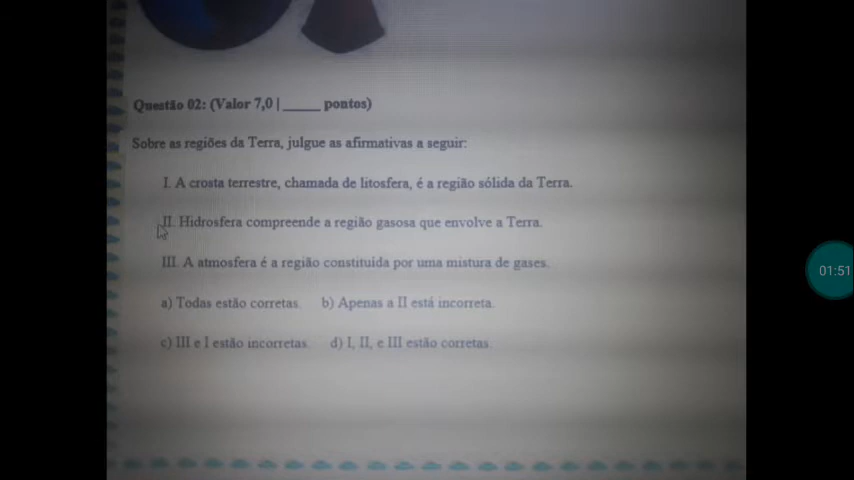 Questão 02: (Valor 7,0 |_____ pontos)
Sobre as regiões da Terra, julgue as afirmativas a seguir:
I. A crosta terrestre, chamada de litosfera, é a região sólida da Terra.
II. Hidrosfera compreende a região gasosa que envolve a Terra.
III. A atmosfera é a região constituída por uma mistura de gases.
a) Todas estão corretas. b) Apenas a II está incorreta.
c) III e I estão incorretas. d) I, II, e III estão corretas.
01:51